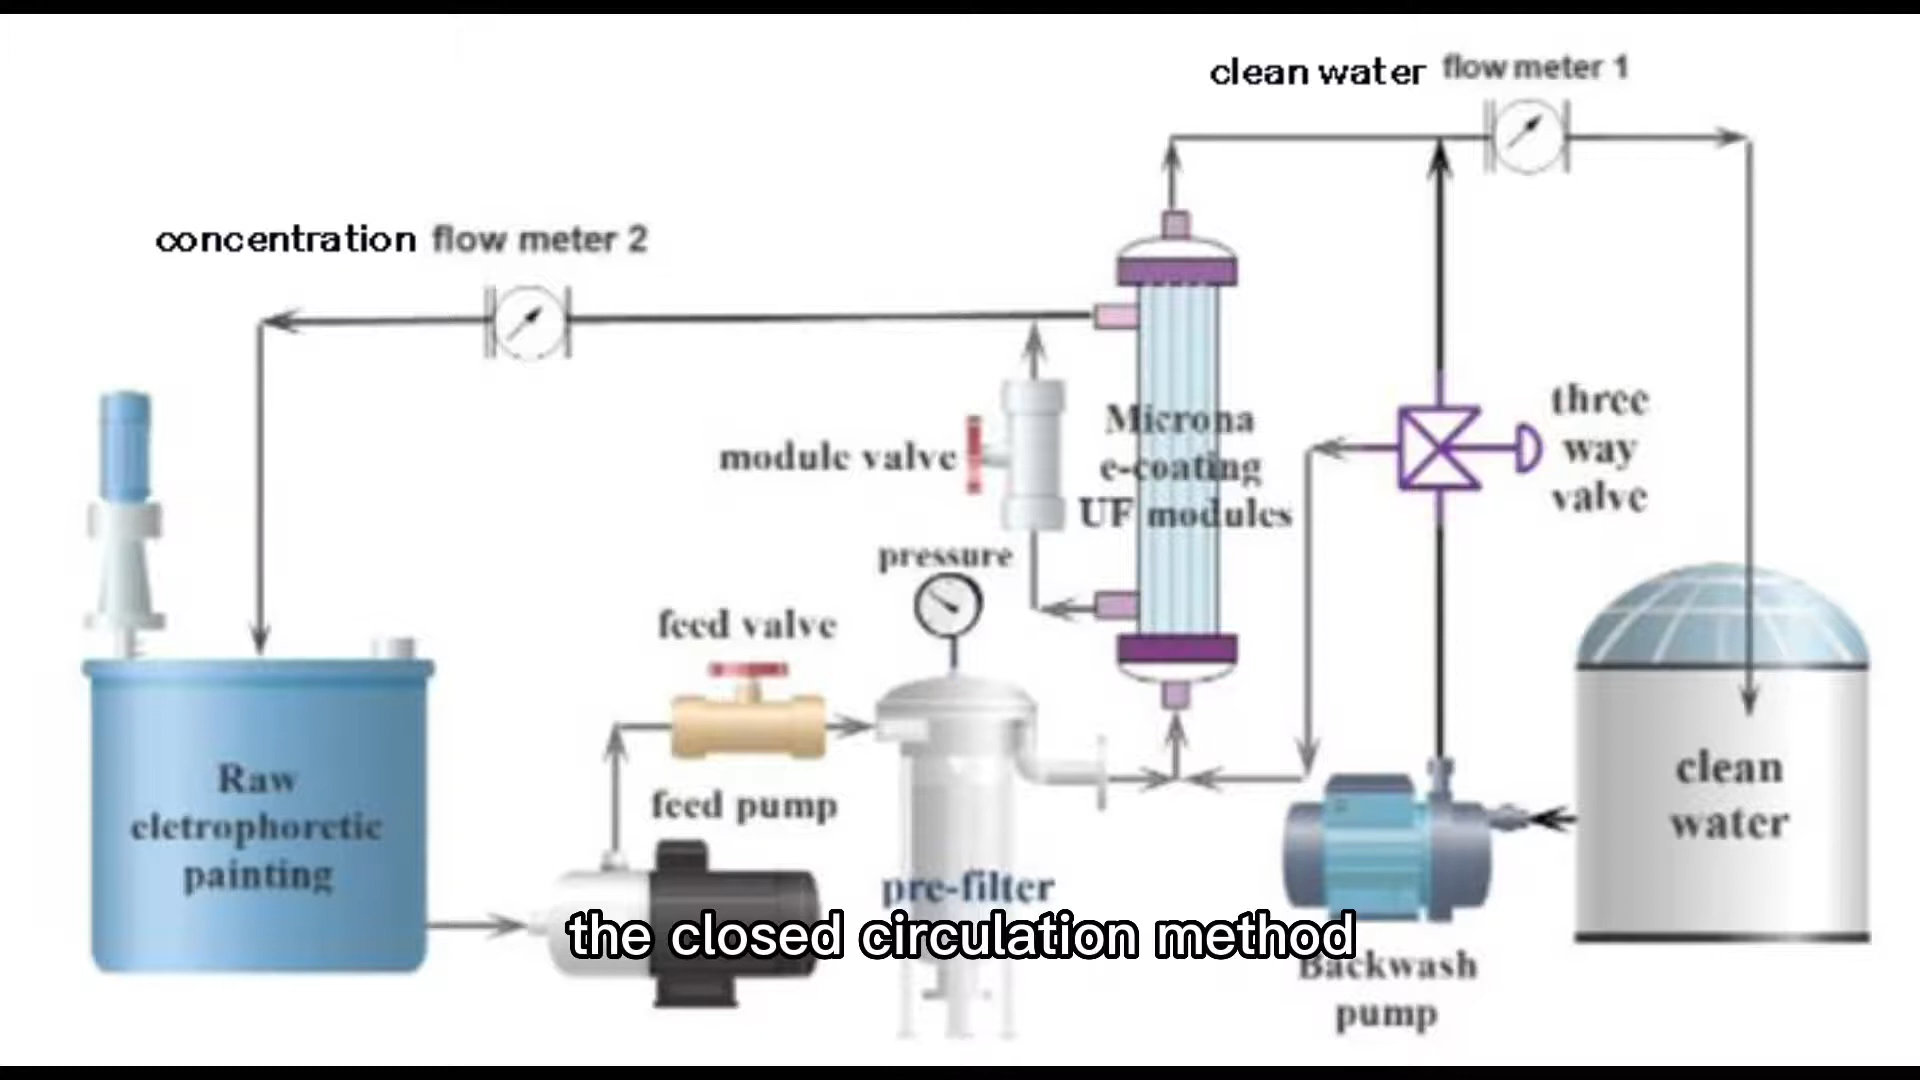 clean water flow meter 1
concentration flow meter 2
three
way
valve
module valve
Microna
e-coating
UF modules
pressure
feed valve
Raw
eletrophoretic
painting
feed pump
clean
water
pre-filter
the closed circulation method
Backwash
pump